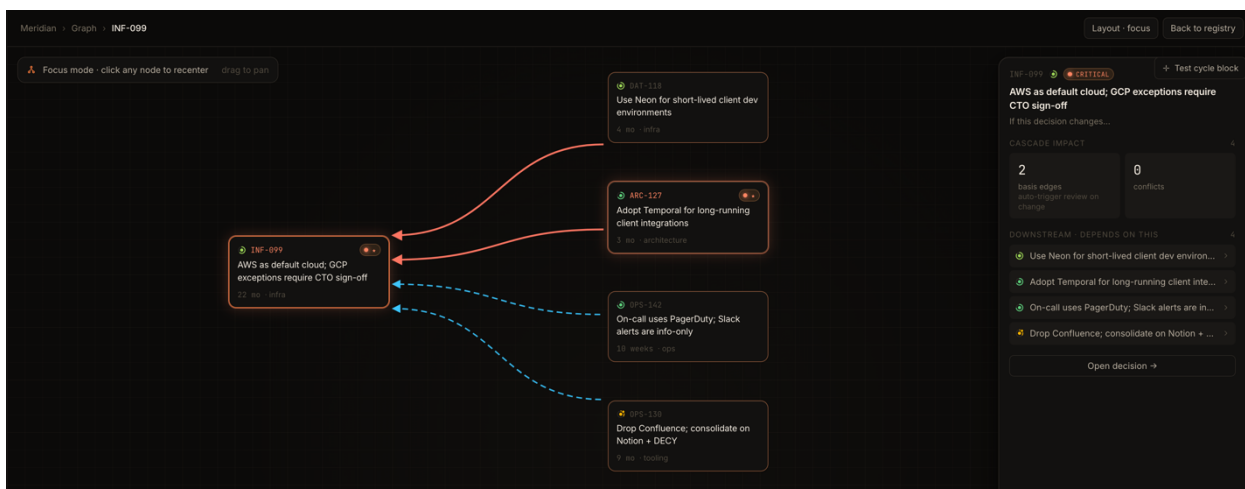 Meridian › Graph › INF-099
Layout · focus
Back to registry
Focus mode · click any node to recenter drag to pan
DAT-118
Use Neon for short-lived client dev
environments
4 mo · infra
ARC-127
Adopt Temporal for long-running
client integrations
3 mo · architecture
INF-099
AWS as default cloud; GCP
exceptions require CTO sign-off
22 mo · infra
OPS-142
On-call uses PagerDuty; Slack
alerts are info-only
10 weeks · ops
OPS-138
Drop Confluence; consolidate on
Notion + DECY
9 mo · tooling
+ Test cycle block
INF-099 CRITICAL
AWS as default cloud; GCP exceptions require
CTO sign-off
If this decision changes...
CASCADE IMPACT 4
2
basis edges
auto-trigger review on
change
0
conflicts
DOWNSTREAM · DEPENDS ON THIS 4
Use Neon for short-lived client dev environ... ›
Adopt Temporal for long-running client inte... ›
On-call uses PagerDuty; Slack alerts are in... ›
Drop Confluence; consolidate on Notion + ... ›
Open decision →